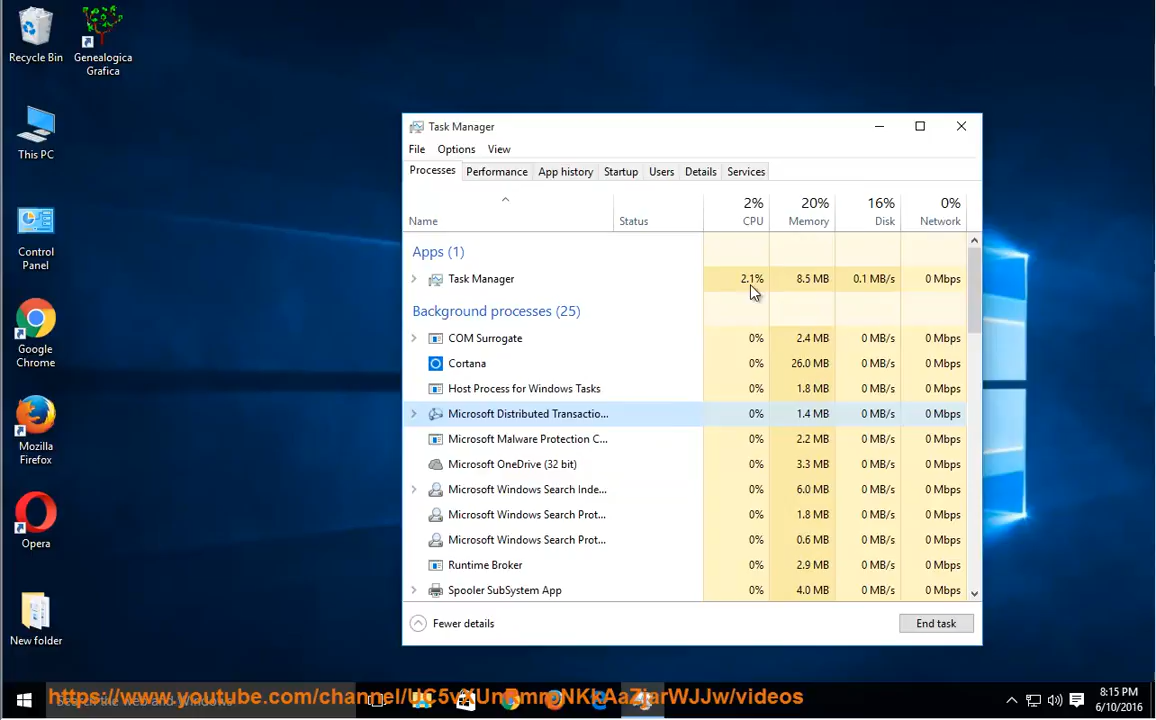 Recycle Bin
Genealogica
Grafica
This PC
Control
Panel
Google
Chrome
Mozilla
Firefox
Opera
New folder
Task Manager
File Options View
Processes Performance App history Startup Users Details Services
2% 20% 16% 0%
Name Status CPU Memory Disk Network
Apps (1)
Task Manager 2.1% 8.5 MB 0.1 MB/s 0 Mbps
Background processes (25)
COM Surrogate 0% 2.4 MB 0 MB/s 0 Mbps
Cortana 0% 26.0 MB 0 MB/s 0 Mbps
Host Process for Windows Tasks 0% 1.8 MB 0 MB/s 0 Mbps
Microsoft Distributed Transactio... 0% 1.4 MB 0 MB/s 0 Mbps
Microsoft Malware Protection C... 0% 2.2 MB 0 MB/s 0 Mbps
Microsoft OneDrive (32 bit) 0% 3.3 MB 0 MB/s 0 Mbps
Microsoft Windows Search Inde... 0% 6.0 MB 0 MB/s 0 Mbps
Microsoft Windows Search Prot... 0% 1.8 MB 0 MB/s 0 Mbps
Microsoft Windows Search Prot... 0% 0.6 MB 0 MB/s 0 Mbps
Runtime Broker 0% 2.9 MB 0 MB/s 0 Mbps
Spooler SubSystem App 0% 4.0 MB 0 MB/s 0 Mbps
Fewer details End task
8:15 PM
6/10/2016